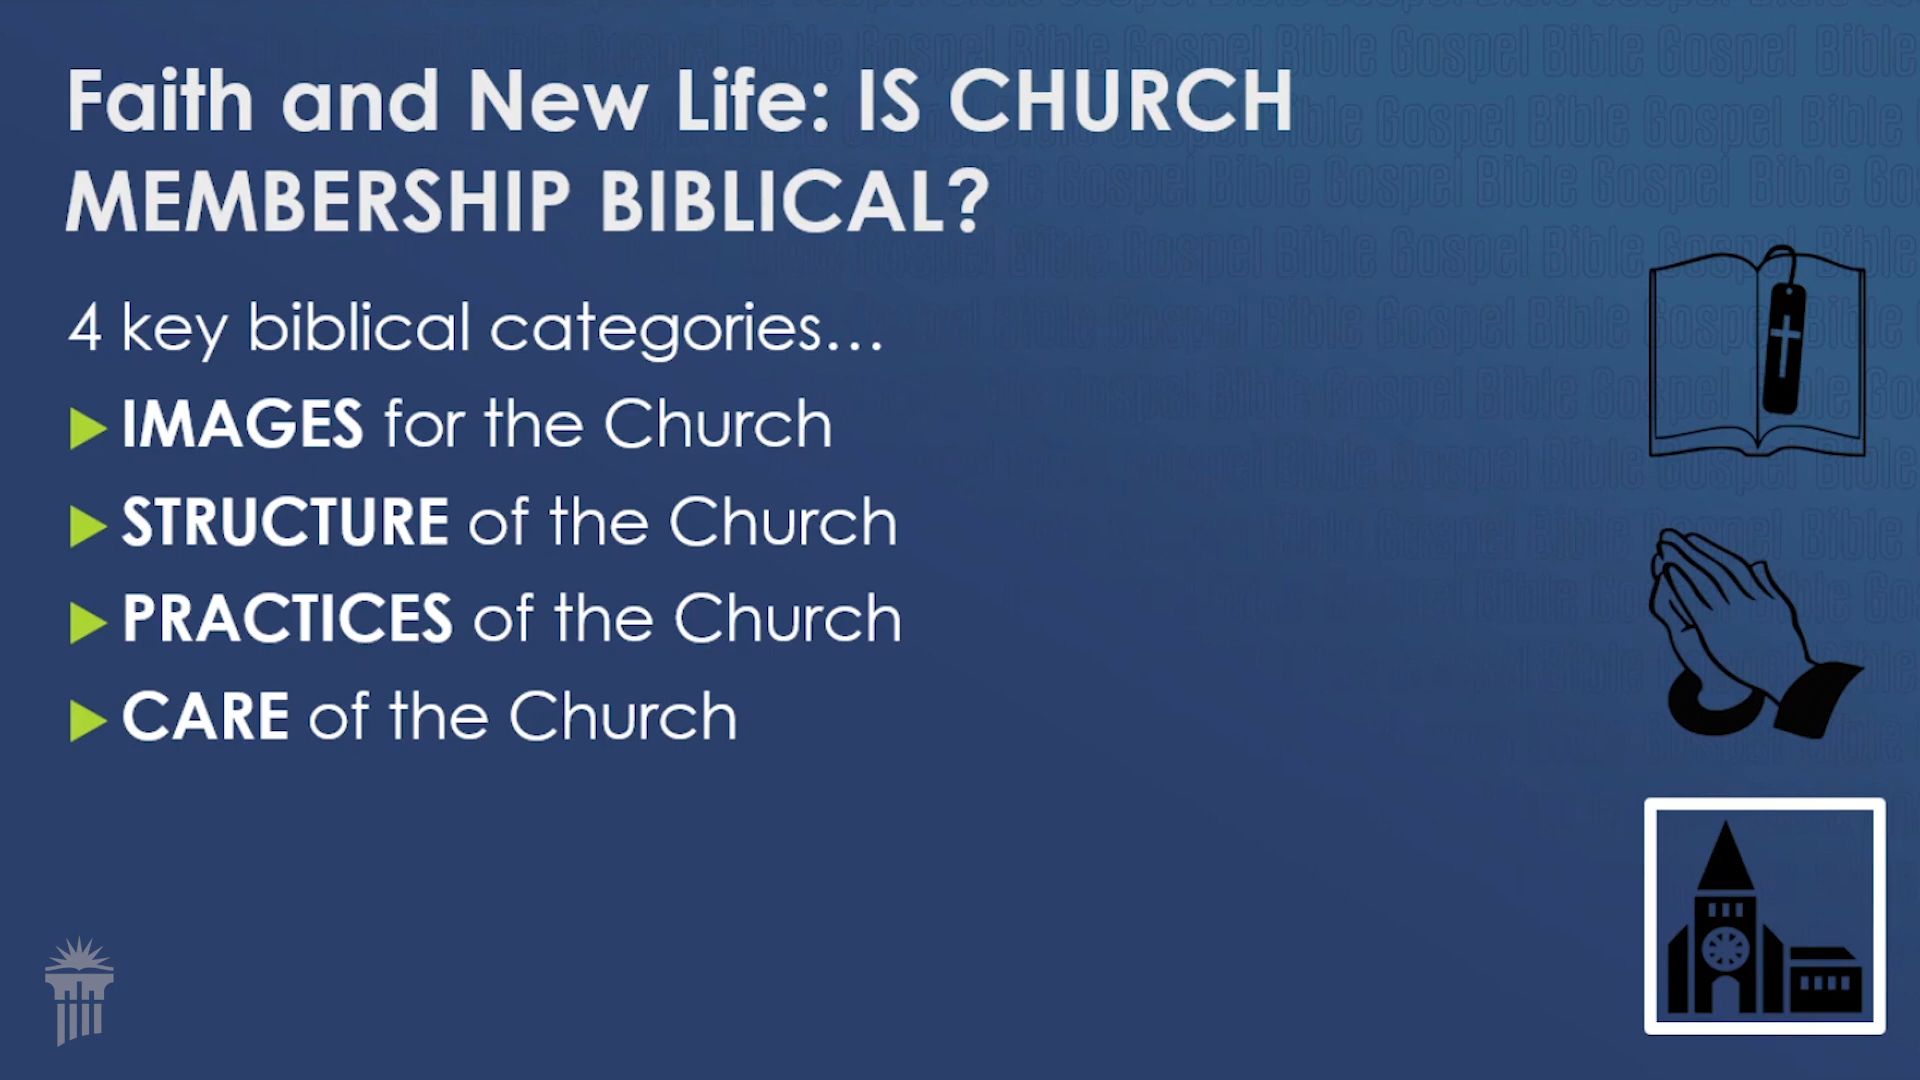 Faith and New Life: IS CHURCH
MEMBERSHIP BIBLICAL?
4 key biblical categories...
IMAGES for the Church
STRUCTURE of the Church
PRACTICES of the Church
CARE of the Church